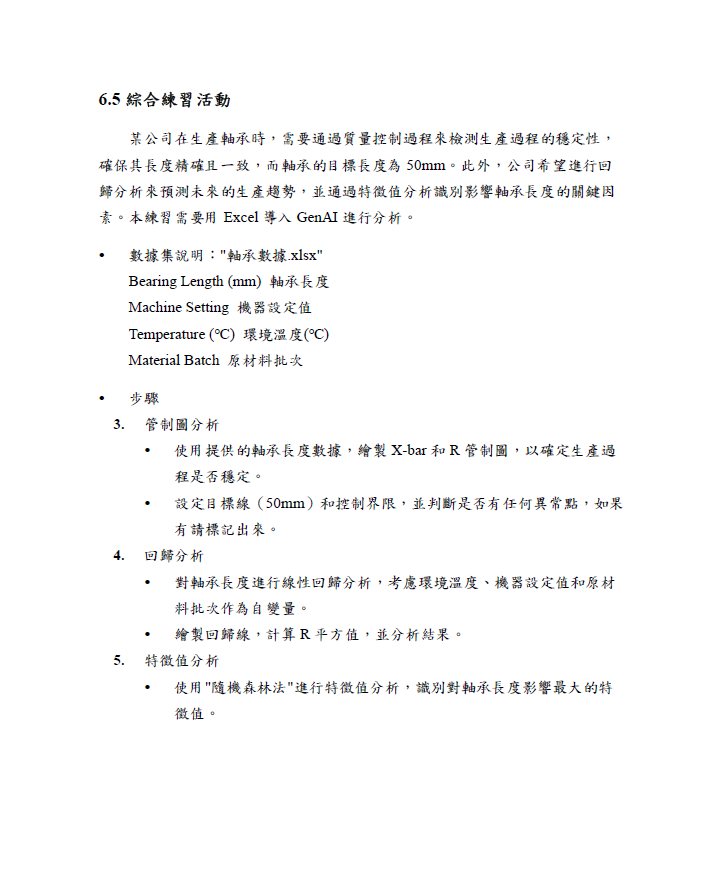 6.5 綜合練習活動
某公司在生產軸承時，需要通過質量控制過程來檢測生產過程的穩定性，
確保其長度精確且一致，而軸承的目標長度為 50mm。此外，公司希望進行回
歸分析來預測未來的生產趨勢，並通過特徵值分析識別影響軸承長度的關鍵因
素。本練習需要用 Excel 導入 GenAI 進行分析。
• 數據集說明："軸承數據.xlsx"
Bearing Length (mm) 軸承長度
Machine Setting 機器設定值
Temperature (℃) 環境溫度(℃)
Material Batch 原材料批次
• 步驟
3. 管制圖分析
• 使用提供的軸承長度數據，繪製 X-bar 和 R 管制圖，以確定生產過
程是否穩定。
• 設定目標線（50mm）和控制界限，並判斷是否有任何異常點，如果
有請標記出來。
4. 回歸分析
• 對軸承長度進行線性回歸分析，考慮環境溫度、機器設定值和原材
料批次作為自變量。
• 繪製回歸線，計算 R 平方值，並分析結果。
5. 特徵值分析
• 使用"隨機森林法"進行特徵值分析，識別對軸承長度影響最大的特
徵值。